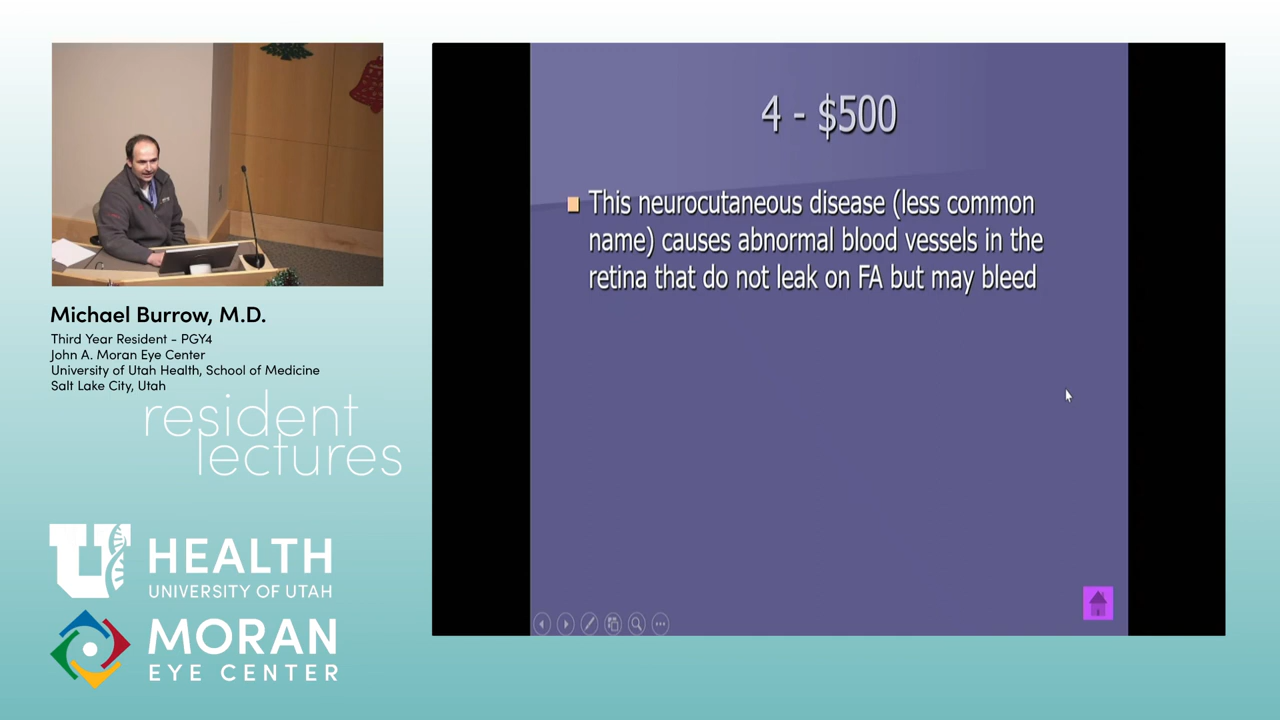 4 - $500
This neurocutaneous disease (less common
name) causes abnormal blood vessels in the
retina that do not leak on FA but may bleed
Michael Burrow, M.D.
Third Year Resident - PGY4
John A. Moran Eye Center
University of Utah Health, School of Medicine
Salt Lake City, Utah
resident
lectures
U HEALTH
UNIVERSITY OF UTAH
MORAN
EYE CENTER